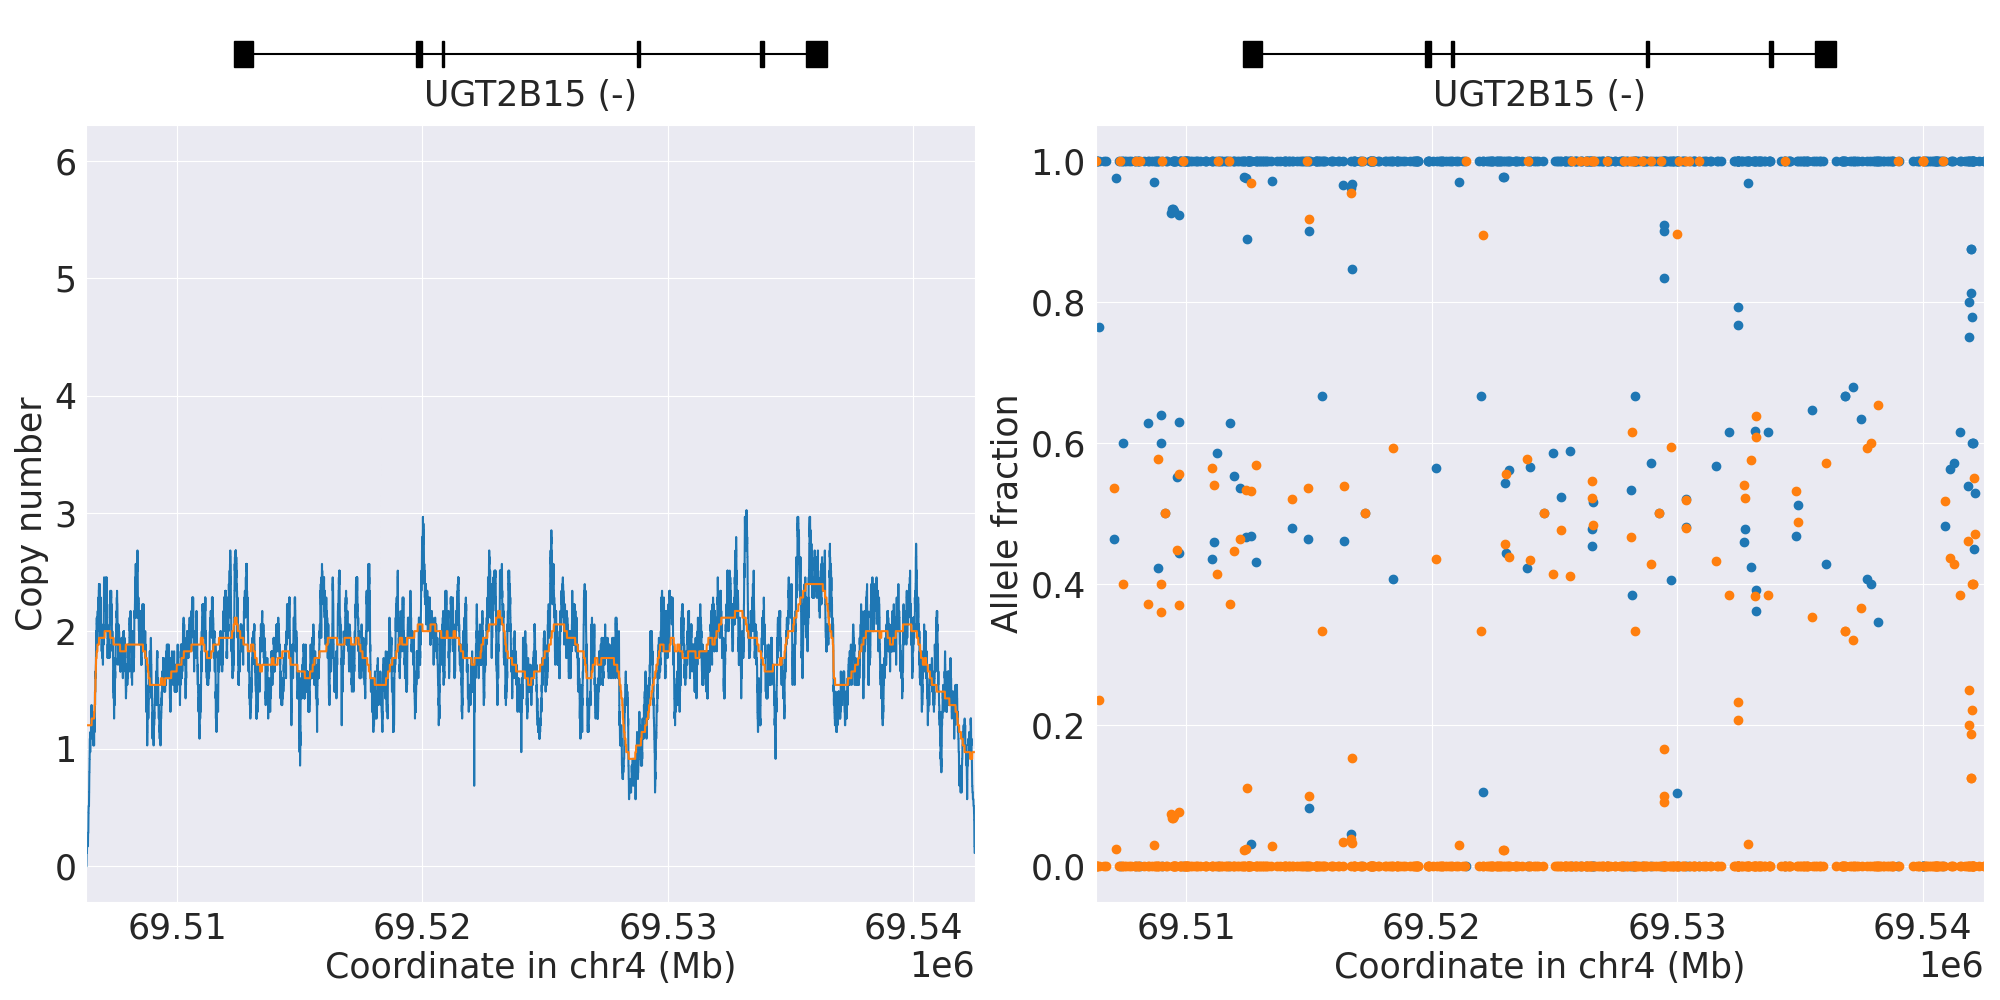 UGT2B15 (-)
UGT2B15 (-)
Copy number
6
5
4
3
2
1
0
69.51 69.52 69.53 69.54
Coordinate in chr4 (Mb) 1e6
Allele fraction
1.0
0.8
0.6
0.4
0.2
0.0
69.51 69.52 69.53 69.54
Coordinate in chr4 (Mb) 1e6